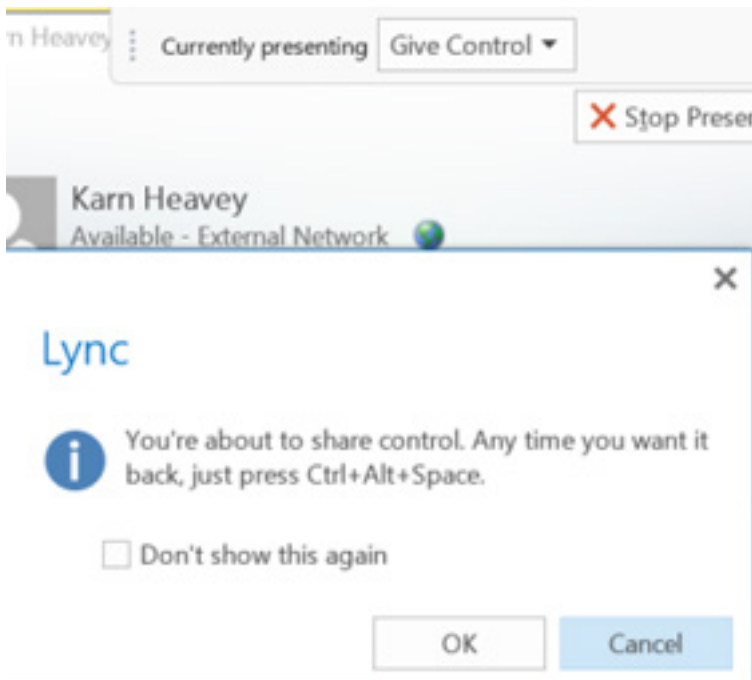 rn Heavey
Currently presenting Give Control
Stop Preser
Karn Heavey
Available - External Network
Lync
You're about to share control. Any time you want it
back, just press Ctrl+Alt+Space.
Don't show this again
OK Cancel